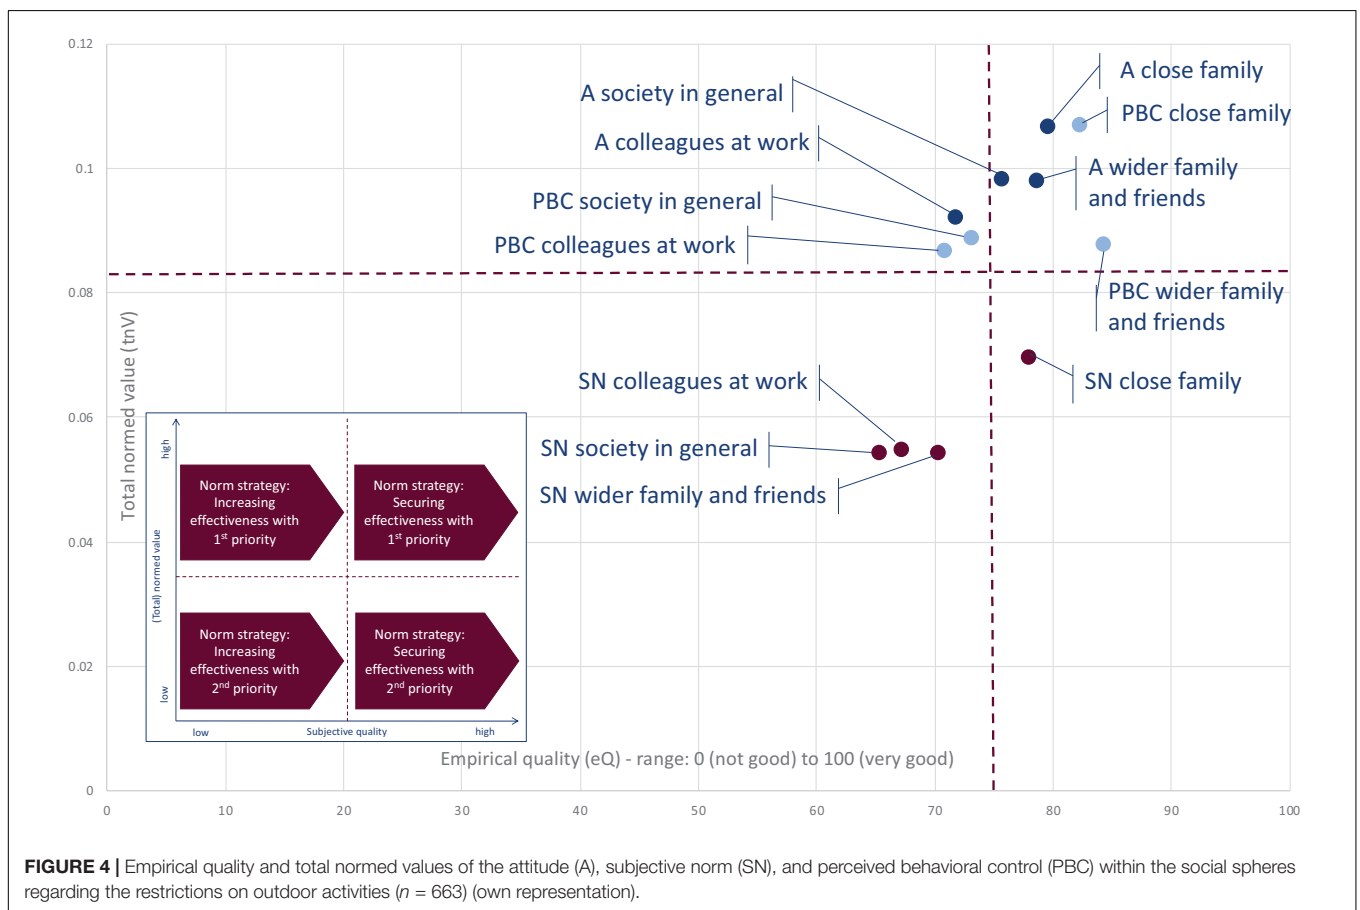 0.12
0.1
0.08
0.06
0.04
0.02
0
Total normed value (tnV)
A close family
PBC close family
A society in general
A colleagues at work
A wider family
and friends
PBC society in general
PBC colleagues at work
PBC wider family
and friends
SN close family
SN colleagues at work
SN society in general
SN wider family and friends
high
(Total) normed value
low
Norm strategy:
Increasing
effectiveness with
1st priority
Norm strategy:
Securing
effectiveness with
1st priority
Norm strategy:
Increasing
effectiveness with
2nd priority
Norm strategy:
Securing
effectiveness with
2nd priority
low
Subjective quality
high
Empirical quality (eQ) - range: 0 (not good) to 100 (very good)
0 10 20 30 40 50 60 70 80 90 100
FIGURE 4 | Empirical quality and total normed values of the attitude (A), subjective norm (SN), and perceived behavioral control (PBC) within the social spheres
regarding the restrictions on outdoor activities (n = 663) (own representation).